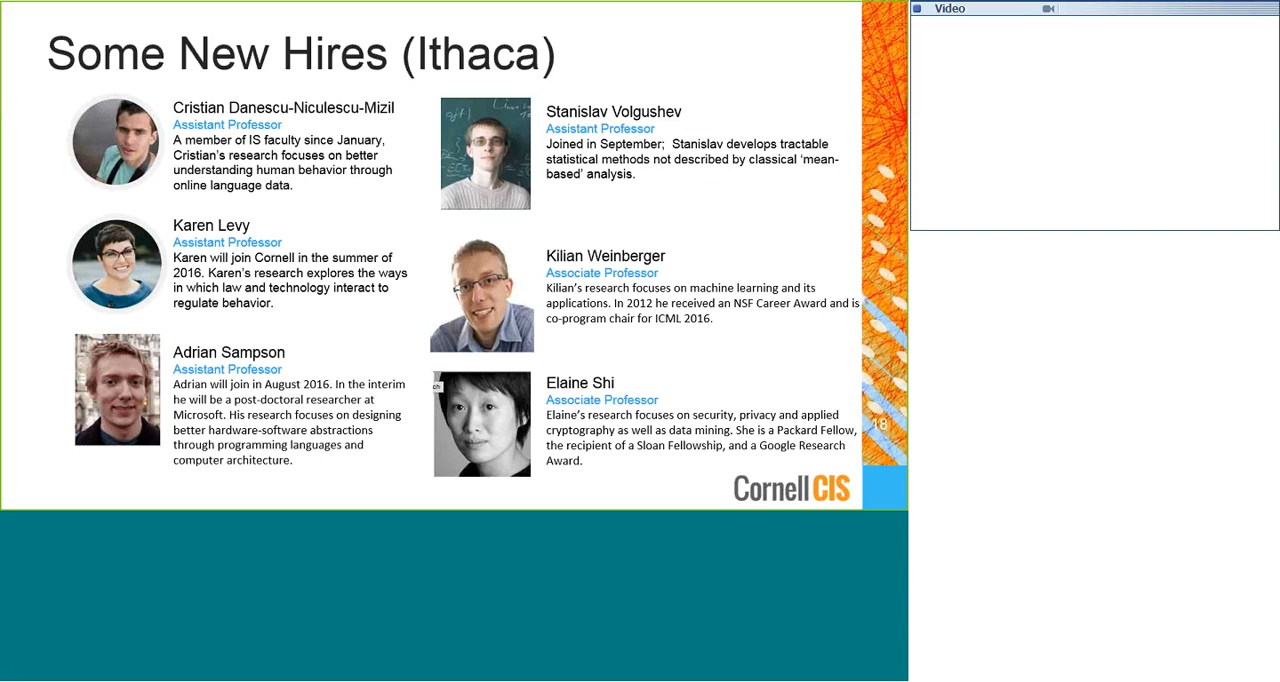 Some New Hires (Ithaca)
Cristian Danescu-Niculescu-Mizil
Assistant Professor
A member of IS faculty since January,
Cristian's research focuses on better
understanding human behavior through
online language data.
Karen Levy
Assistant Professor
Karen will join Cornell in the summer of
2016. Karen's research explores the ways
in which law and technology interact to
regulate behavior.
Adrian Sampson
Assistant Professor
Adrian will join in August 2016. In the interim
he will be a post-doctoral researcher at
Microsoft. His research focuses on designing
better hardware-software abstractions
through programming languages and
computer architecture.
Stanislav Volgushev
Assistant Professor
Joined in September;  Stanislav develops tractable
statistical methods not described by classical ‘mean-
based’ analysis.
Kilian Weinberger
Associate Professor
Kilian's research focuses on machine learning and its
applications. In 2012 he received an NSF Career Award and is
co-program chair for ICML 2016.
ch
Elaine Shi
Associate Professor
Elaine's research focuses on security, privacy and applied
cryptography as well as data mining. She is a Packard Fellow,
the recipient of a Sloan Fellowship, and a Google Research
Award.
18
Cornell CIS
Video